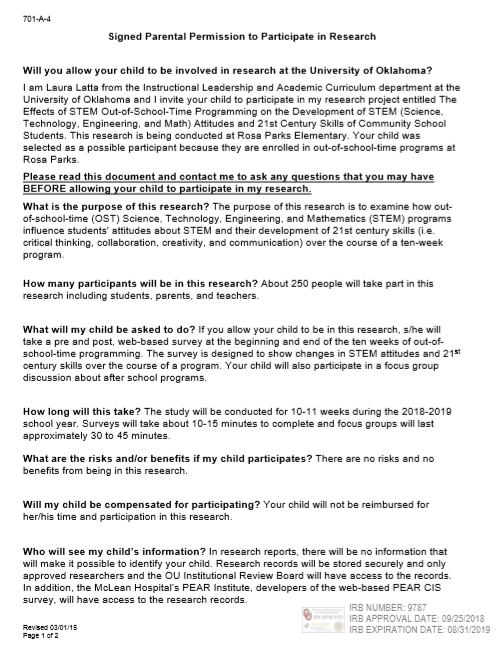 701-A-4
Signed Parental Permission to Participate in Research
Will you allow your child to be involved in research at the University of Oklahoma?
I am Laura Latta from the Instructional Leadership and Academic Curriculum department at the
University of Oklahoma and I invite your child to participate in my research project entitled The
Effects of STEM Out-of-School-Time Programming on the Development of STEM (Science,
Technology, Engineering, and Math) Attitudes and 21st Century Skills of Community School
Students. This research is being conducted at Rosa Parks Elementary. Your child was
selected as a possible participant because they are enrolled in out-of-school-time programs at
Rosa Parks.
Please read this document and contact me to ask any questions that you may have
BEFORE allowing your child to participate in my research.
What is the purpose of this research? The purpose of this research is to examine how out-
of-school-time (OST) Science, Technology, Engineering, and Mathematics (STEM) programs
influence students' attitudes about STEM and their development of 21st century skills (i.e.
critical thinking, collaboration, creativity, and communication) over the course of a ten-week
program.
How many participants will be in this research? About 250 people will take part in this
research including students, parents, and teachers.
What will my child be asked to do? If you allow your child to be in this research, s/he will
take a pre and post, web-based survey at the beginning and end of the ten weeks of out-of-
school-time programming. The survey is designed to show changes in STEM attitudes and 21st
century skills over the course of a program. Your child will also participate in a focus group
discussion about after school programs.
How long will this take? The study will be conducted for 10-11 weeks during the 2018-2019
school year. Surveys will take about 10-15 minutes to complete and focus groups will last
approximately 30 to 45 minutes.
What are the risks and/or benefits if my child participates? There are no risks and no
benefits from being in this research.
Will my child be compensated for participating? Your child will not be reimbursed for
her/his time and participation in this research.
Who will see my child's information? In research reports, there will be no information that
will make it possible to identify your child. Research records will be stored securely and only
approved researchers and the OU Institutional Review Board will have access to the records.
In addition, the McLean Hospital's PEAR Institute, developers of the web-based PEAR CIS
survey, will have access to the research records.
IRB NUMBER: 9787
IRB APPROVAL DATE: 09/25/2018
IRB EXPIRATION DATE: 08/31/2019
Revised 03/01/15
Page 1 of 2